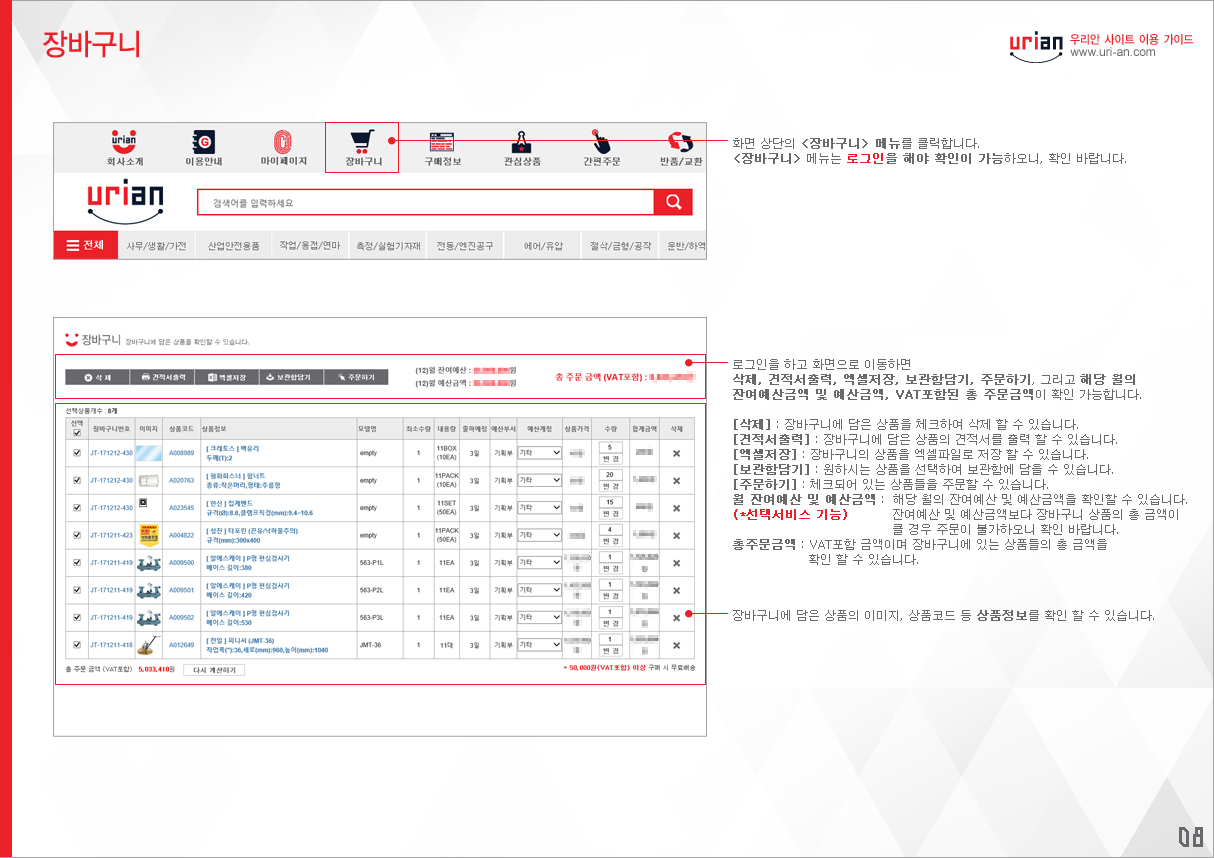 장바구니
urian 우리안 사이트 이용 가이드
www.uri-an.com
urian
회사소개 이용안내 마이페이지 장바구니 구매정보 관심상품 간편주문 반품/교환
화면 상단의 <장바구니> 메뉴를 클릭합니다.
<장바구니> 메뉴는 로그인을 해야 확인이 가능하오니, 확인 바랍니다.
urian 검색어를 입력하세요
전체 사무/생활/가전 산업안전용품 작업/용접/연마 측정/실험기자재 전동/엔진공구 에어/유압 절삭/금형/공작 운반/하역
장바구니 장바구니에 담은 상품을 확인할 수 있습니다.
삭 제 견적서출력 엑셀저장 보관함담기 주문하기
(12)월 잔여예산 : 원
(12)월 예산금액 : 원
총 주문 금액 (VAT포함) :
로그인을 하고 화면으로 이동하면
삭제, 견적서출력, 엑셀저장, 보관함담기, 주문하기, 그리고 해당 월의
잔여예산금액 및 예산금액, VAT포함된 총 주문금액이 확인 가능합니다.
[삭제] : 장바구니에 담은 상품을 체크하여 삭제 할 수 있습니다.
[견적서출력] : 장바구니에 담은 상품의 견적서를 출력 할 수 있습니다.
[엑셀저장] : 장바구니의 상품을 엑셀파일로 저장 할 수 있습니다.
[보관함담기] : 원하시는 상품을 선택하여 보관함에 담을 수 있습니다.
[주문하기] : 체크되어 있는 상품들을 주문할 수 있습니다.
월 잔여예산 및 예산금액 : 해당 월의 잔여예산 및 예산금액을 확인할 수 있습니다.
(*선택서비스 기능) 잔여예산 및 예산금액보다 장바구니 상품의 총 금액이
클 경우 주문이 불가하오니 확인 바랍니다.
총주문금액 : VAT포함 금액이며 장바구니에 있는 상품들의 총 금액을
확인 할 수 있습니다.
선택상품개수 : 8개
선택 장바구니번호 이미지 상품코드 상품정보 모델명 최소수량 내용량 출하예정 예산부서 예산계정 상품가격 수량 합계금액 삭제
JT-171212-430 A008989 [ 크레토스 ] 백유리
두께(T):2 empty 1 11BOX
(10EA) 3일 기획부 기타 5
변 경
JT-171212-430 A020763 [ 평화화스너 ] 팝너트
종류:작은머리,형태:주름형 empty 1 11PACK
(10EA) 3일 기획부 기타 20
변 경
JT-171212-430 A023545 [ 한신 ] 집게밴드
규격(Ø):8.6,클램프직경(mm):9.4~10.6 empty 1 11SET
(50EA) 3일 기획부 기타 15
변 경
JT-171211-423 A004822 [ 성진 ] 타포린 (끈유/낙하물주의)
규격(mm):300x400 empty 1 11PACK
(50EA) 3일 기획부 기타 4
변 경
JT-171211-419 A009500 [ 알에스케이 ] P형 편심검사기
베이스 길이:380 563-P1L 1 11EA 3일 기획부 기타 원 1
변 경 원
JT-171211-419 A009501 [ 알에스케이 ] P형 편심검사기
베이스 길이:420 563-P2L 1 11EA 3일 기획부 기타 원 1
변 경 원
JT-171211-419 A009502 [ 알에스케이 ] P형 편심검사기
베이스 길이:530 563-P3L 1 11EA 3일 기획부 기타 원 1
변 경 원
장바구니에 담은 상품의 이미지, 상품코드 등 상품정보를 확인 할 수 있습니다.
JT-171211-418 A012649 [ 전일 ] 피니셔 (JMT-36)
작업폭("):36,세로(mm):960,높이(mm):1040 JMT-36 1 11대 3일 기획부 기타 원 1
변 경 원
총 주문 금액 (VAT포함) 5,033,410원 다시 계산하기
* 50,000원(VAT포함) 이상 구매 시 무료배송
08